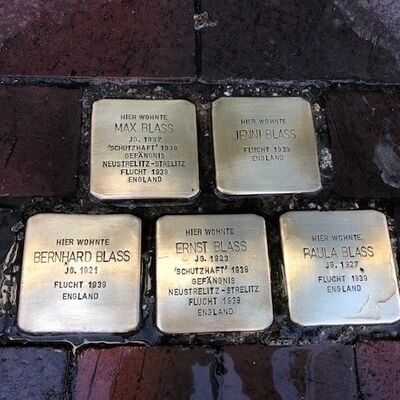 HIER WOHNTE
MAX BLASS
JG. 1897
'SCHUTZHAFT' 1938
GEFÄNGNIS
NEUSTRELITZ-STRELITZ
FLUCHT 1939
ENGLAND
HIER WOHNTE
JENNI BLASS
FLUCHT 1939
ENGLAND
HIER WOHNTE
BERNHARD BLASS
JG. 1921
FLUCHT 1939
ENGLAND
HIER WOHNTE
ERNST BLASS
JG. 1923
'SCHUTZHAFT' 1938
GEFÄNGNIS
NEUSTRELITZ-STRELITZ
FLUCHT 1939
ENGLAND
HIER WOHNTE
PAULA BLASS
JG. 1927
FLUCHT 1939
ENGLAND